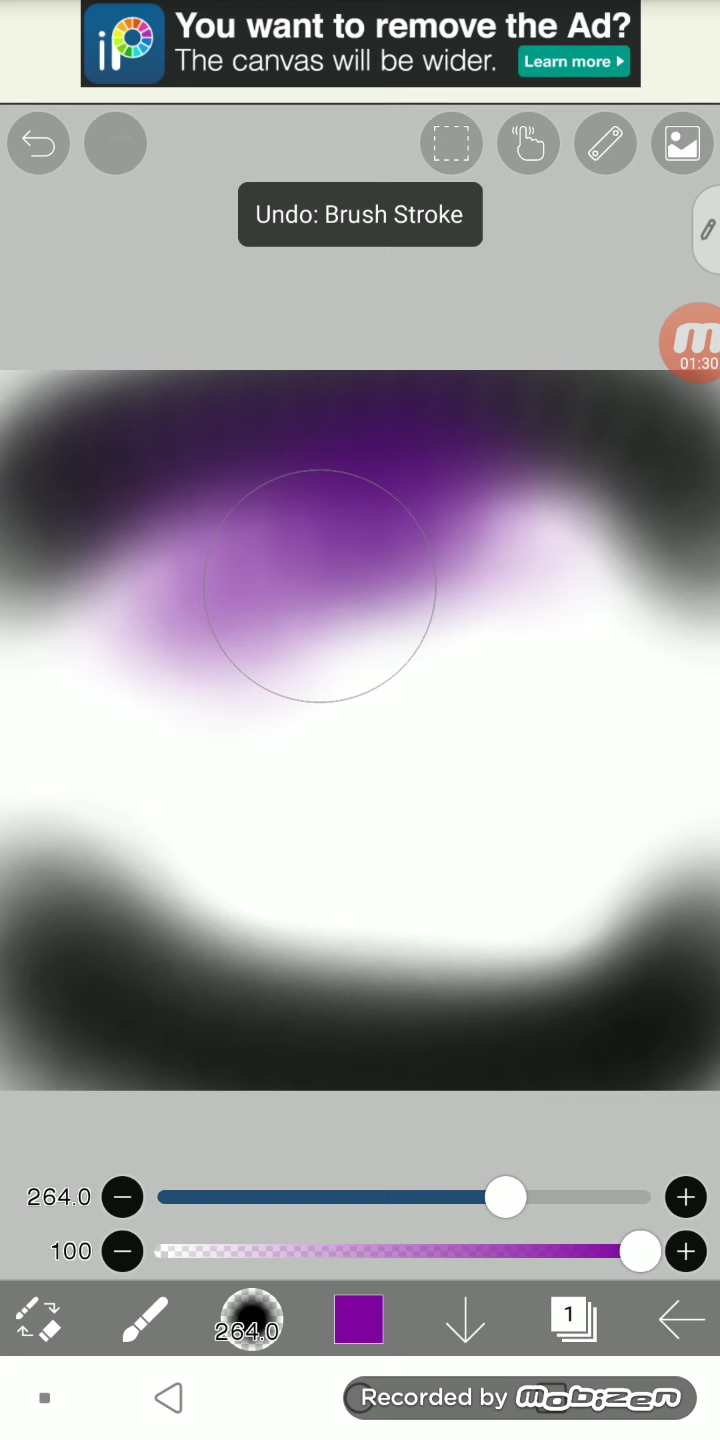 iP
You want to remove the Ad?
The canvas will be wider.
Learn more
Undo: Brush Stroke
m
01:30
264.0
100
264.0
1
Recorded by mobizen